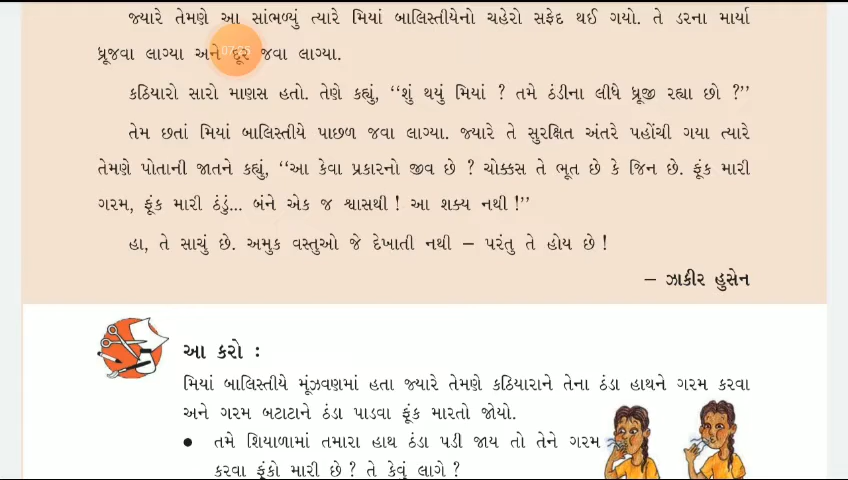 જ્યારે તેમણે આ સાંભળ્યું ત્યારે મિયાં બાલિસ્તીયેનો ચહેરો સફેદ થઈ ગયો. તે ડરના માર્યા
ધ્રૂજવા લાગ્યા અને દૂર જવા લાગ્યા.
કઠિયારો સારો માણસ હતો. તેણે કહ્યું, “શું થયું મિયાં ? તમે ઠંડીના લીધે ધ્રૂજી રહ્યા છો ?”
તેમ છતાં મિયાં બાલિસ્તીયે પાછળ જવા લાગ્યા. જ્યારે તે સુરક્ષિત અંતરે પહોંચી ગયા ત્યારે
તેમણે પોતાની જાતને કહ્યું, “આ કેવા પ્રકારનો જીવ છે ? ચોક્કસ તે ભૂત છે કે જિન છે. ફૂંક મારી
ગરમ, ફૂંક મારી ઠંડું... બંને એક જ શ્વાસથી ! આ શક્ય નથી !”
હા, તે સાચું છે. અમુક વસ્તુઓ જે દેખાતી નથી – પરંતુ તે હોય છે !
– ઝાકીર હુસેન
આ કરો :
મિયાં બાલિસ્તીયે મૂંઝવણમાં હતા જ્યારે તેમણે કઠિયારાને તેના ઠંડા હાથને ગરમ કરવા
અને ગરમ બટાટાને ઠંડા પાડવા ફૂંક મારતો જોયો.
● તમે શિયાળામાં તમારા હાથ ઠંડા પડી જાય તો તેને ગરમ
કરવા ફૂંકો મારી છે ? તે કેવું લાગે ?